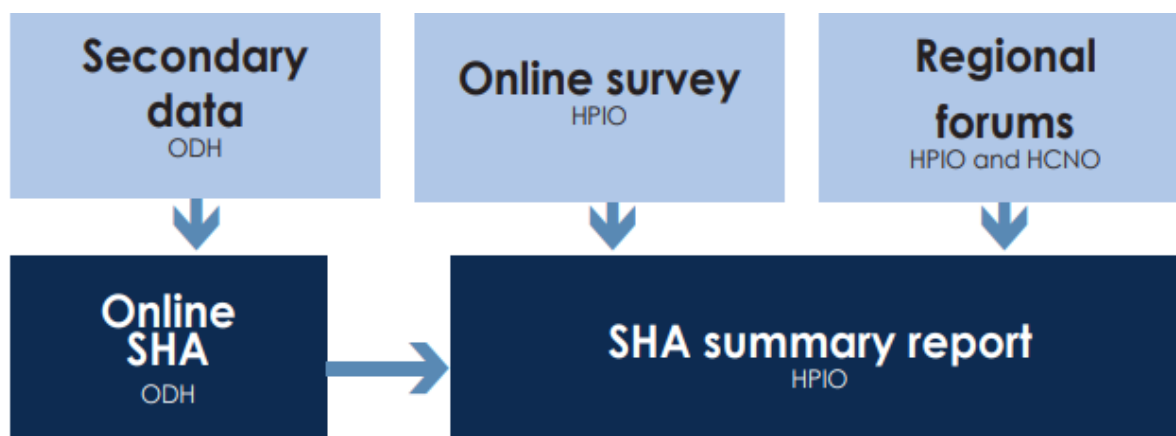 Secondary
data
ODH
Online survey
HPIO
Regional
forums
HPIO and HCNO
Online
SHA
ODH
SHA summary report
HPIO